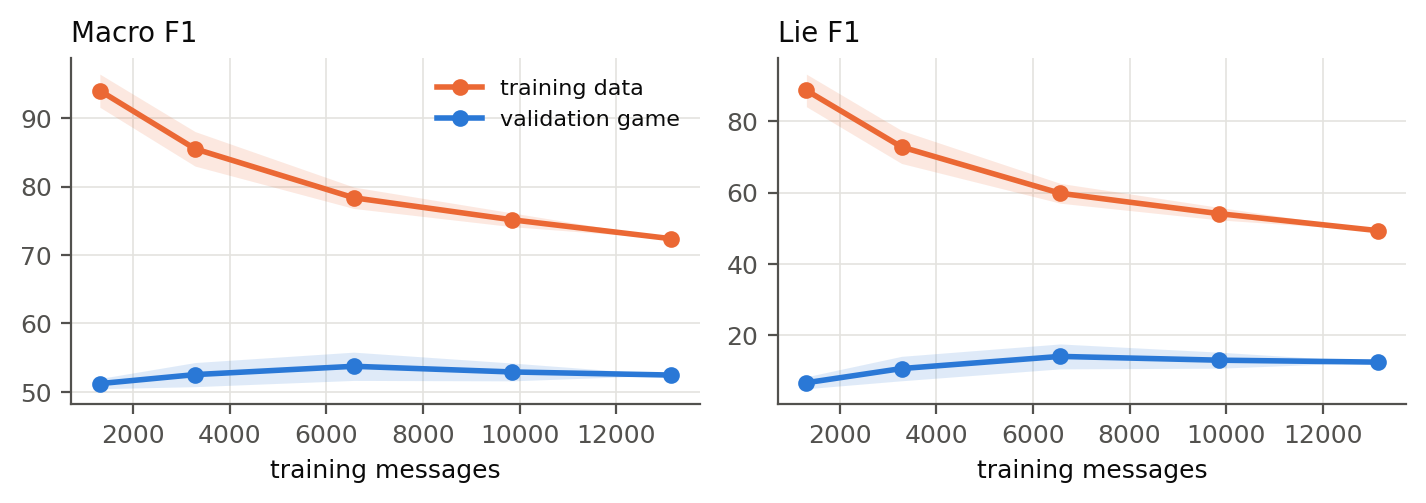 Macro F1
training data
validation game
90
80
70
60
50
2000 4000 6000 8000 10000 12000
training messages
Lie F1
80
60
40
20
2000 4000 6000 8000 10000 12000
training messages